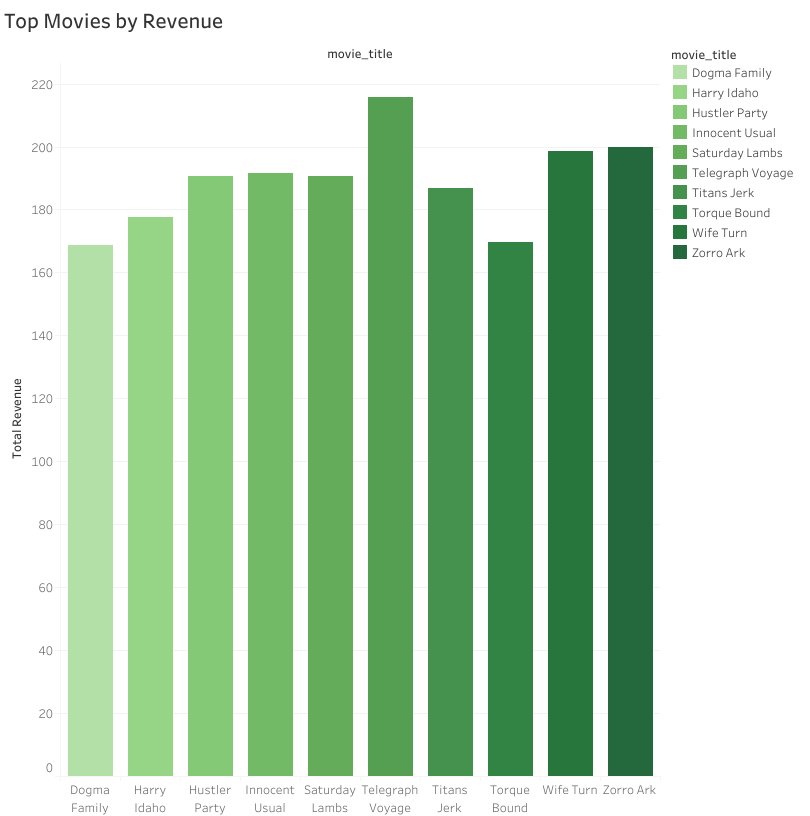 Top Movies by Revenue
movie_title
movie_title
Dogma Family
Harry Idaho
Hustler Party
Innocent Usual
Saturday Lambs
Telegraph Voyage
Titans Jerk
Torque Bound
Wife Turn
Zorro Ark
Total Revenue
220
200
180
160
140
120
100
80
60
40
20
0
Dogma
Family
Harry
Idaho
Hustler
Party
Innocent
Usual
Saturday
Lambs
Telegraph
Voyage
Titans
Jerk
Torque
Bound
Wife Turn
Zorro Ark